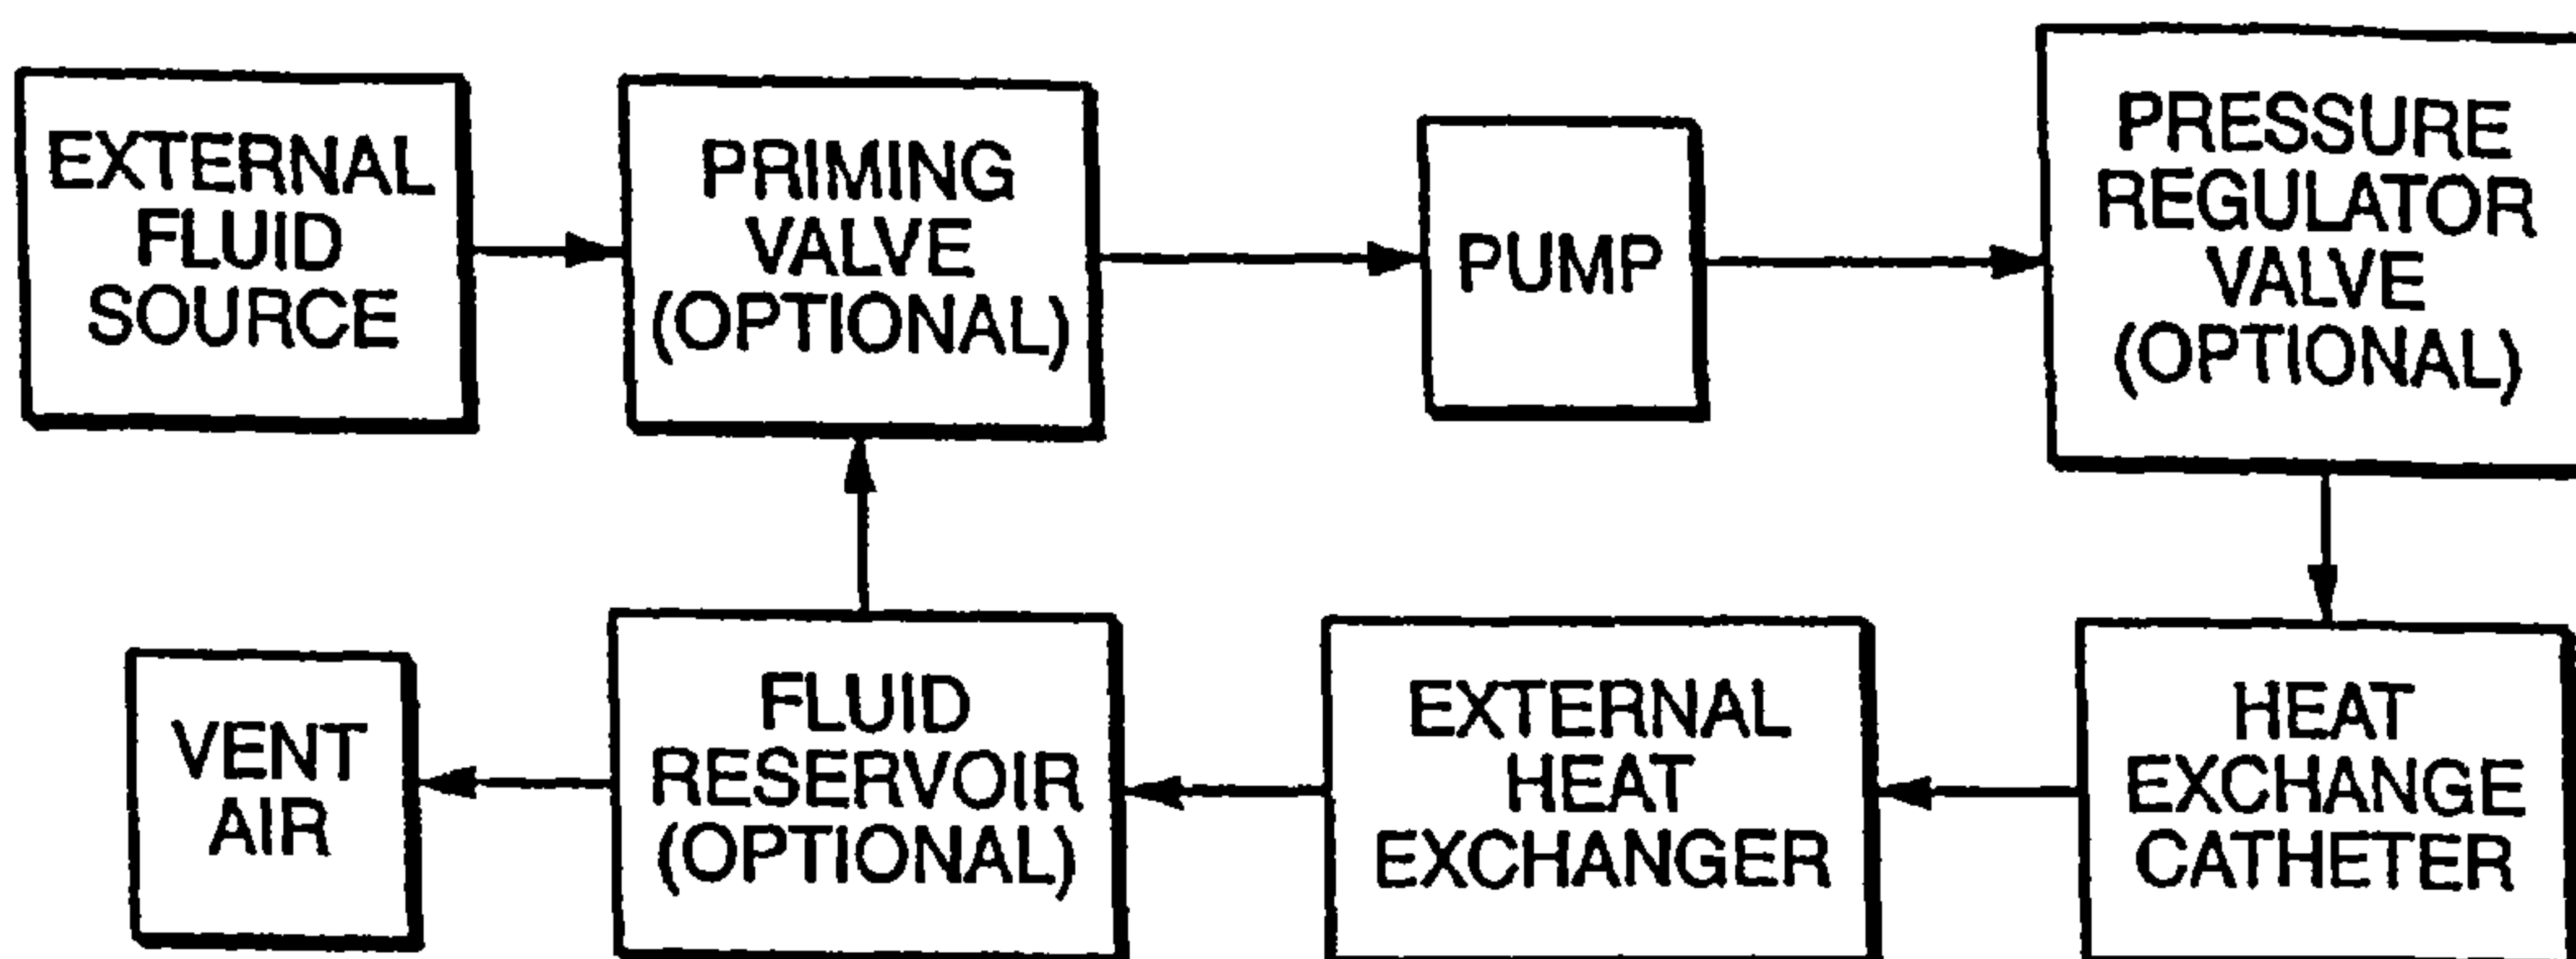 EXTERNAL
FLUID
SOURCE
PRIMING
VALVE
(OPTIONAL)
PUMP
PRESSURE
REGULATOR
VALVE
(OPTIONAL)
VENT
AIR
FLUID
RESERVOIR
(OPTIONAL)
EXTERNAL
HEAT
EXCHANGER
HEAT
EXCHANGE
CATHETER